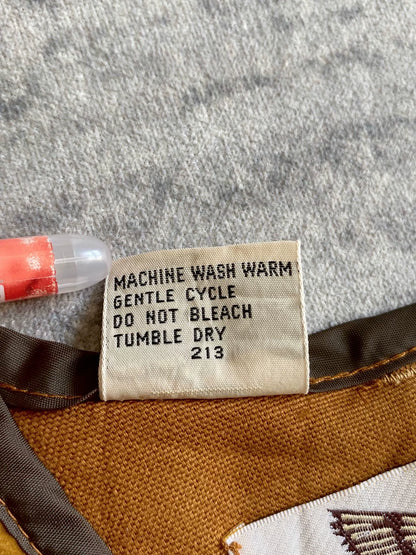 MACHINE WASH WARM
GENTLE CYCLE
DO NOT BLEACH
TUMBLE DRY
213